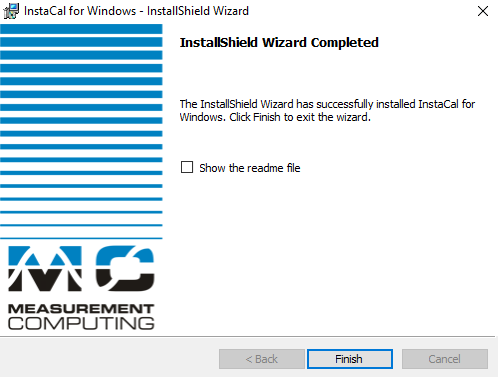 InstaCal for Windows - InstallShield Wizard
InstallShield Wizard Completed
The InstallShield Wizard has successfully installed InstaCal for
Windows. Click Finish to exit the wizard.
Show the readme file
MC
MEASUREMENT
COMPUTING
< Back
Finish
Cancel